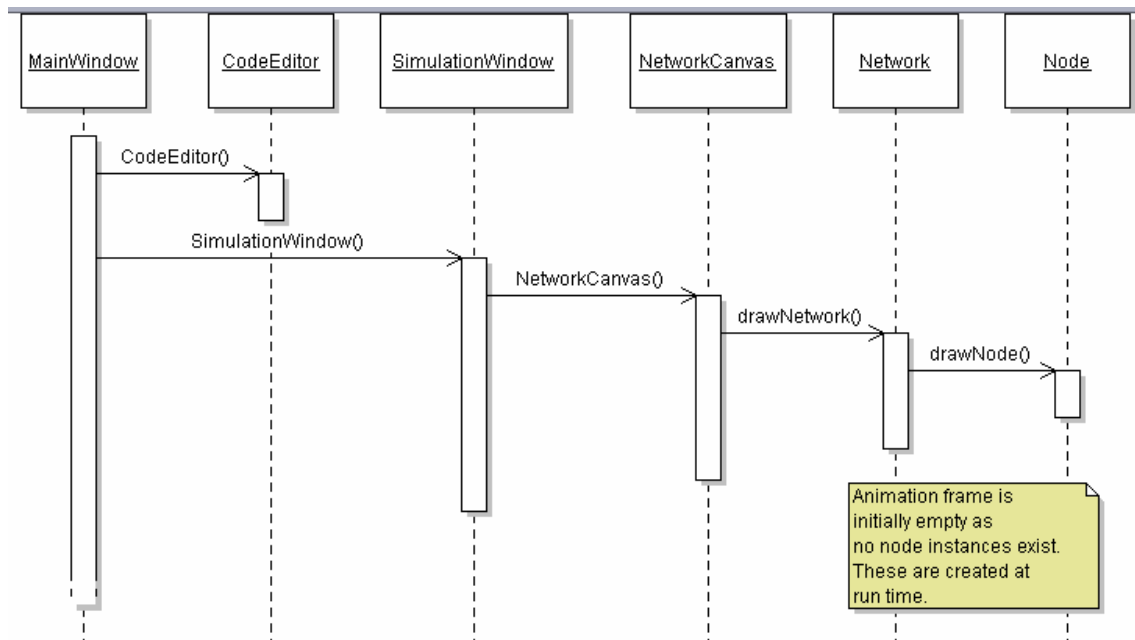 MainWindow
CodeEditor
SimulationWindow
NetworkCanvas
Network
Node
CodeEditor()
SimulationWindow()
NetworkCanvas()
drawNetwork()
drawNode()
Animation frame is
initially empty as
no node instances exist.
These are created at
run time.